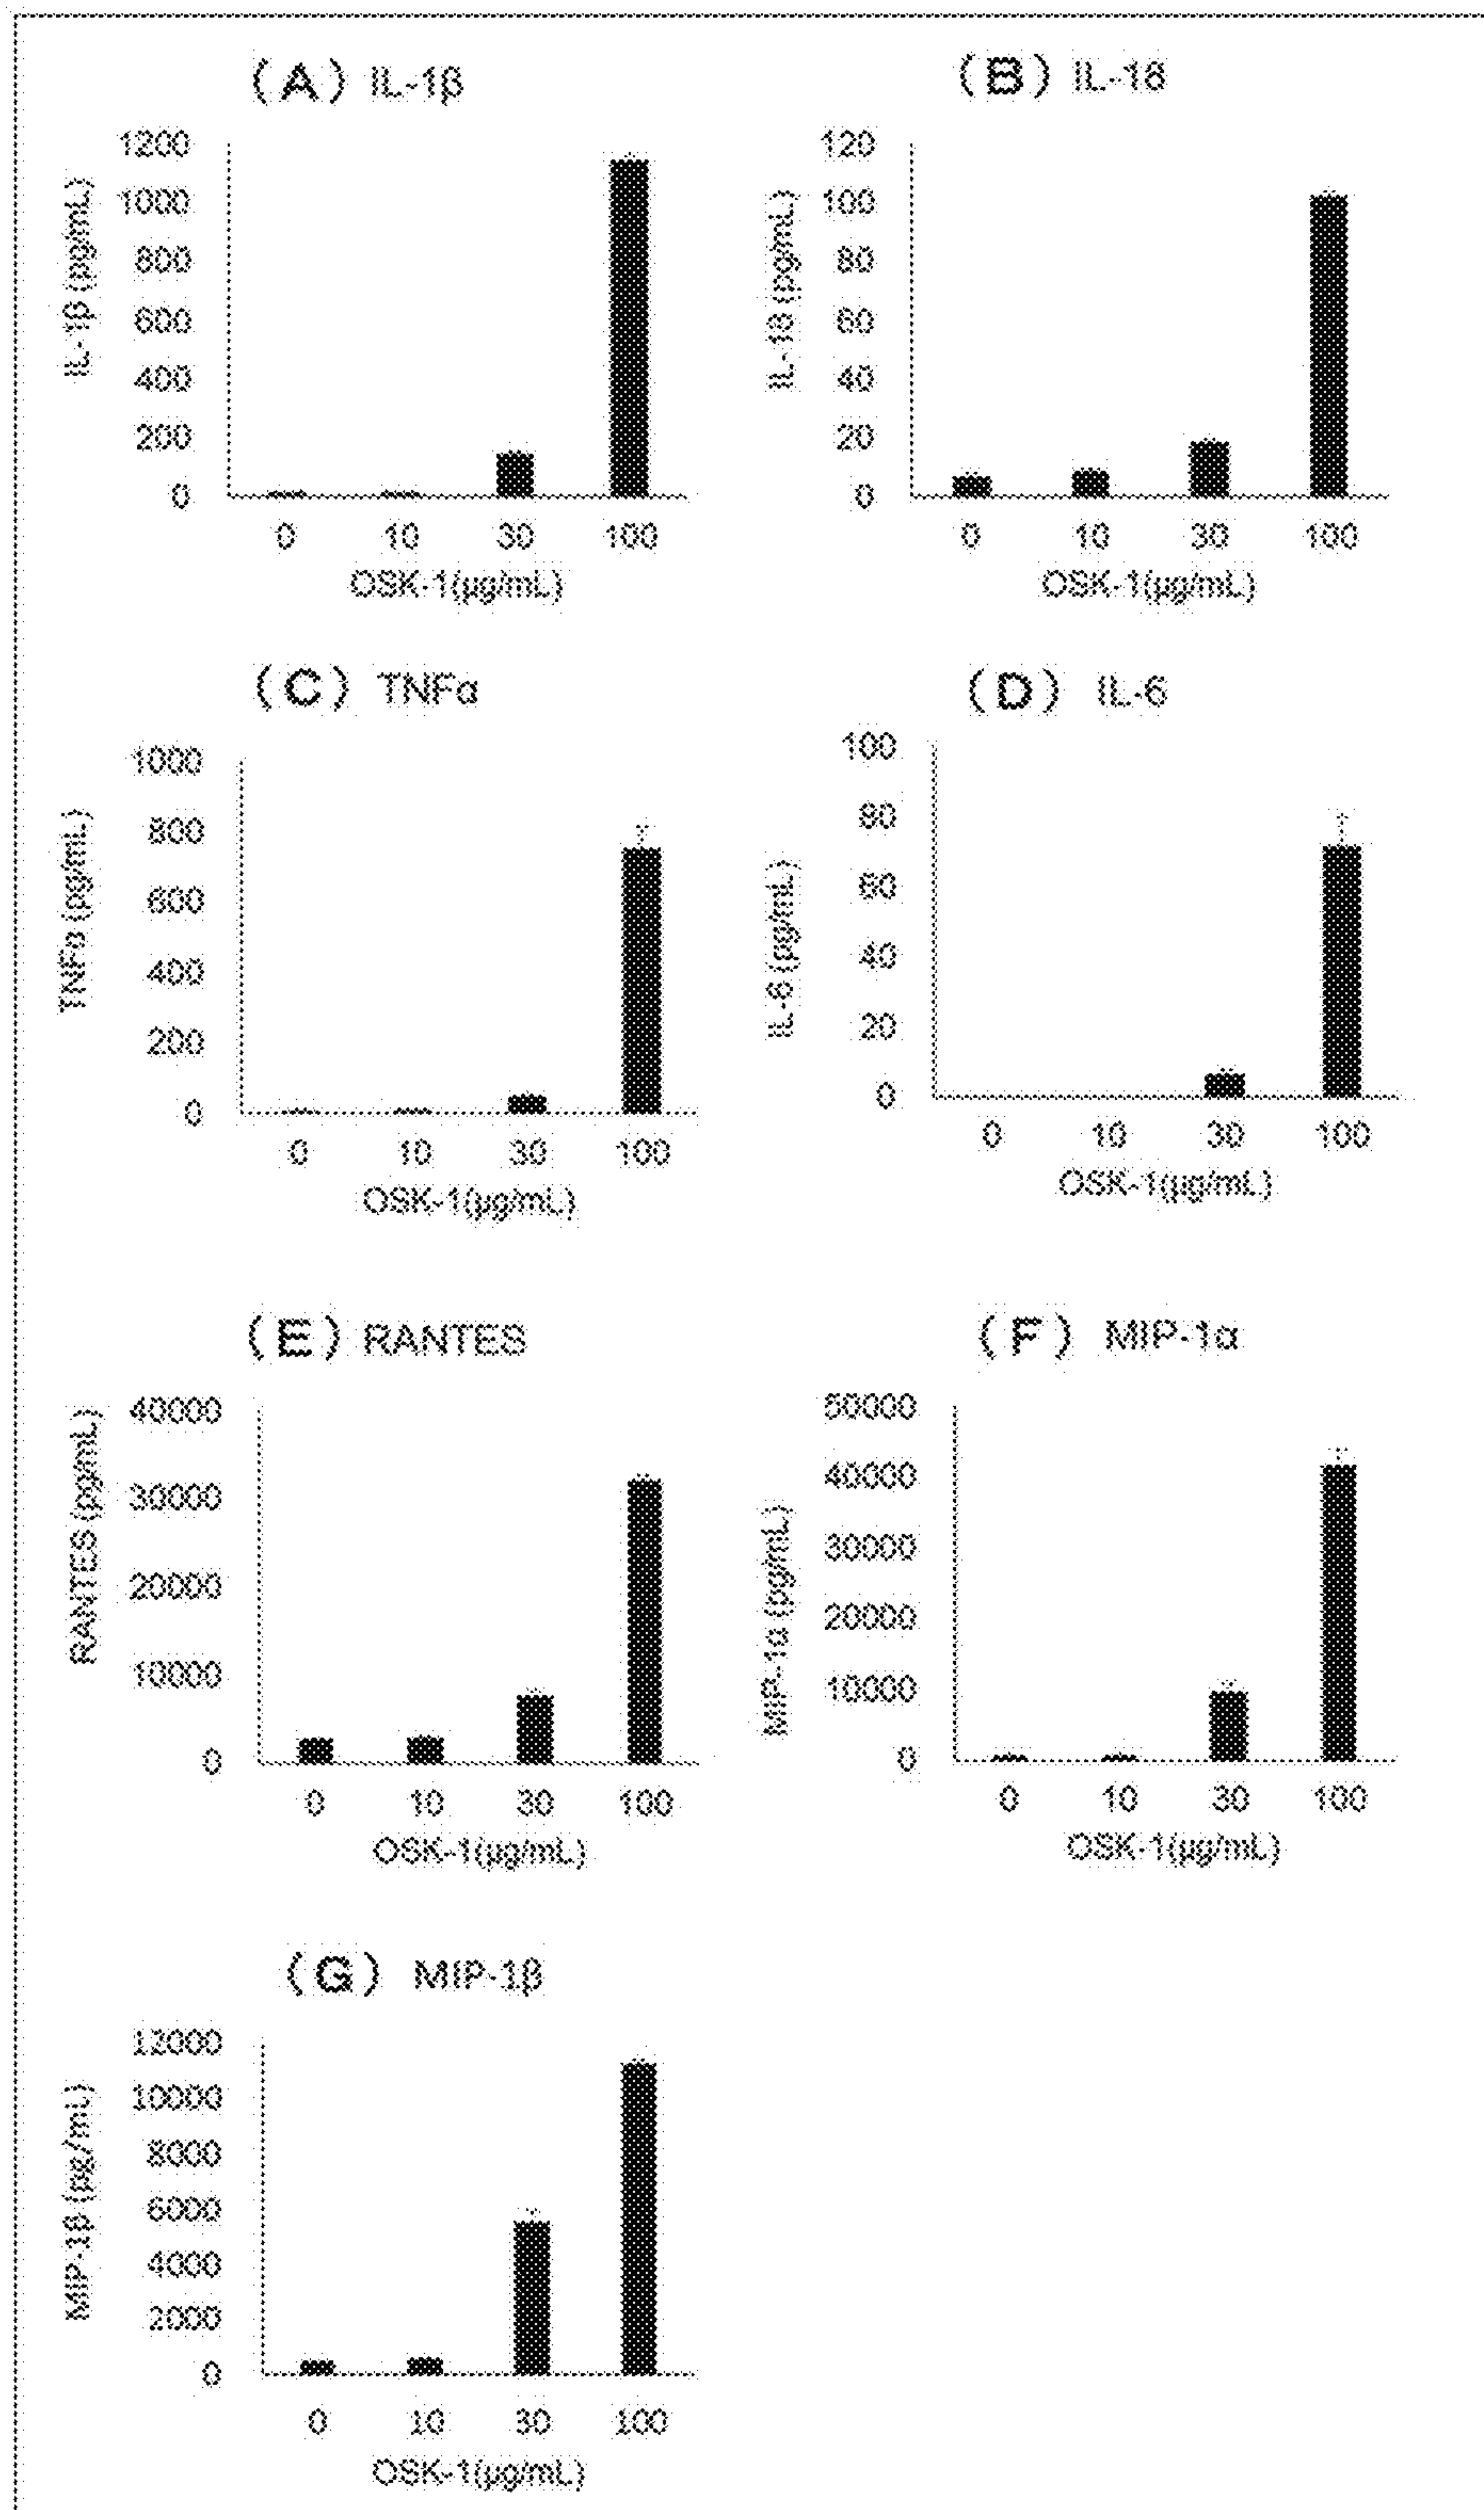 (A) IL-1β
IL-1β (pg/mL)
1200
1000
800
600
400
200
0
0 10 30 100
OSK-1(µg/mL)
(B) IL-18
IL-18 (pg/mL)
120
100
80
60
40
20
0
0 10 30 100
OSK-1(µg/mL)
(C) TNFα
TNFα (pg/mL)
1000
800
600
400
200
0
0 10 30 100
OSK-1(µg/mL)
(D) IL-6
IL-6 (pg/mL)
100
80
60
40
20
0
0 10 30 100
OSK-1(µg/mL)
(E) RANTES
RANTES (pg/mL)
40000
30000
20000
10000
0
0 10 30 100
OSK-1(µg/mL)
(F) MIP-1α
MIP-1α (pg/mL)
50000
40000
30000
20000
10000
0
0 10 30 100
OSK-1(µg/mL)
(G) MIP-1β
MIP-1β (pg/mL)
12000
10000
8000
6000
4000
2000
0
0 10 30 100
OSK-1(µg/mL)